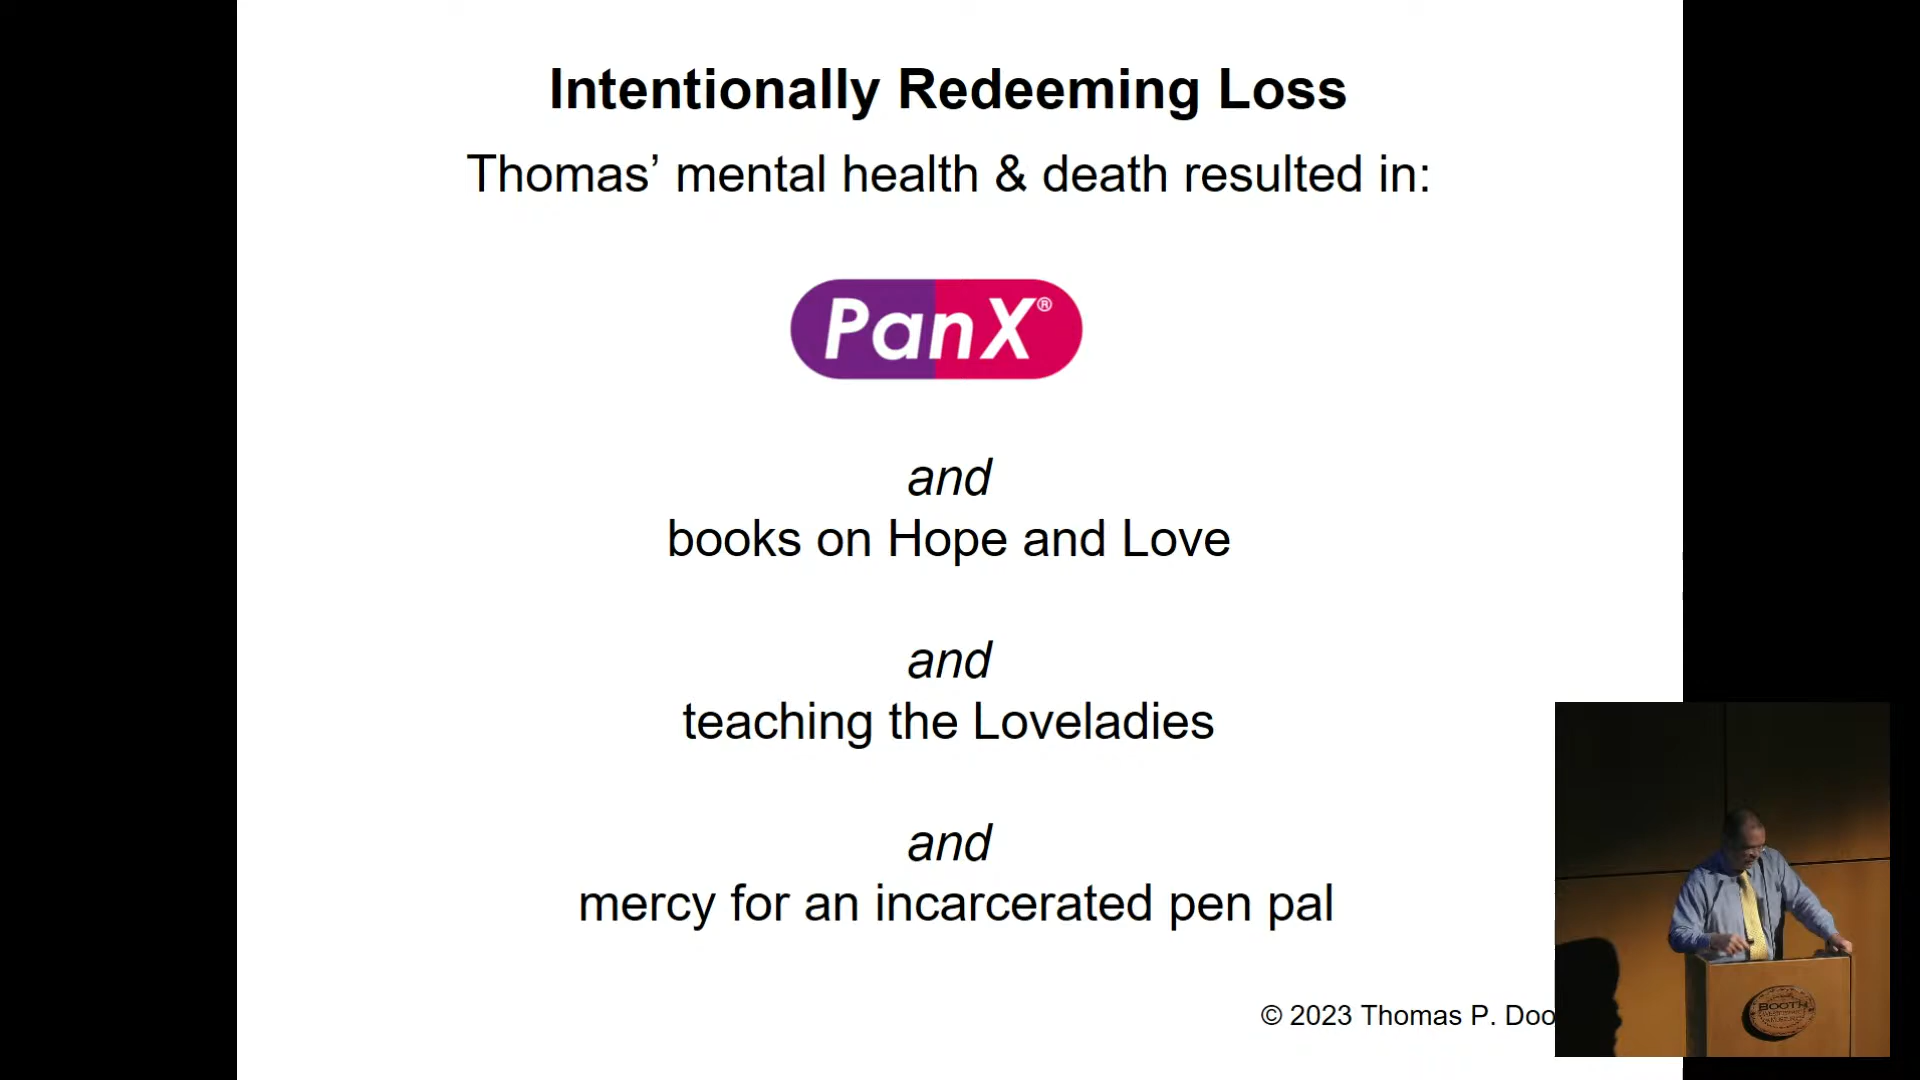 Intentionally Redeeming Loss
Thomas’ mental health & death resulted in:
PanX®
and
books on Hope and Love
and
teaching the Loveladies
and
mercy for an incarcerated pen pal
© 2023 Thomas P. Doo
BOOTH